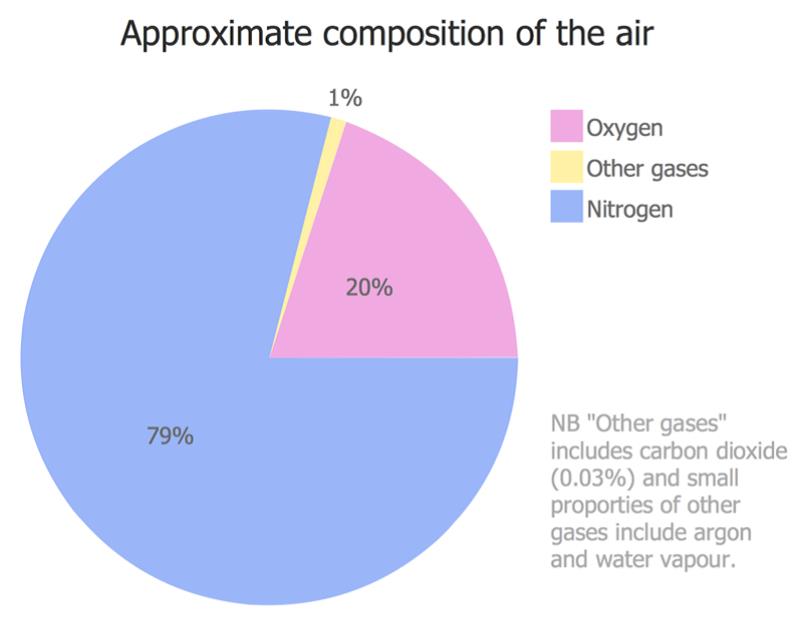 Approximate composition of the air
1%
20%
79%
Oxygen
Other gases
Nitrogen
NB "Other gases"
includes carbon dioxide
(0.03%) and small
proporties of other
gases include argon
and water vapour.